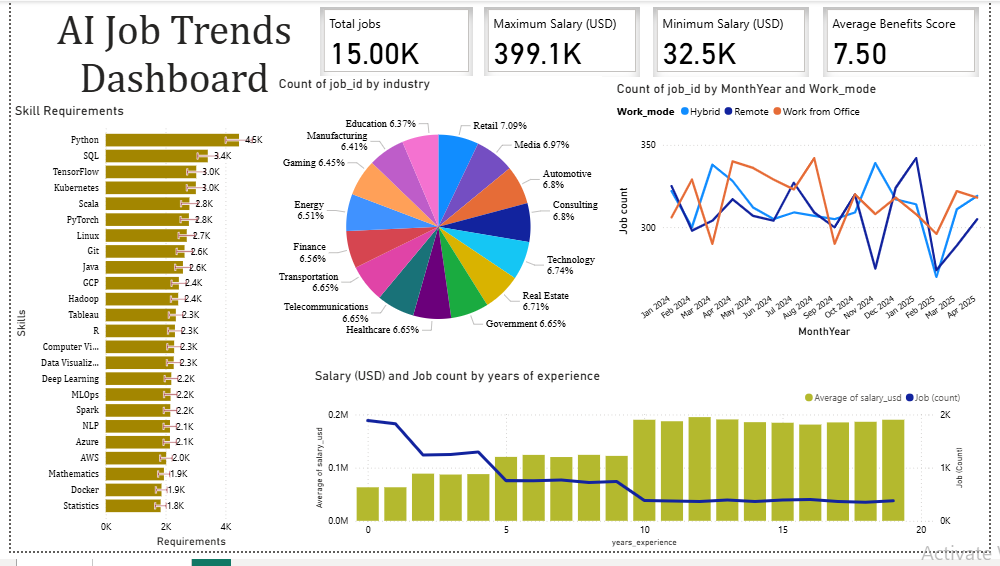 AI Job Trends
Dashboard
Total jobs
15.00K
Maximum Salary (USD)
399.1K
Minimum Salary (USD)
32.5K
Average Benefits Score
7.50
Skill Requirements
Skills
Python 4.5K
SQL 3.4K
TensorFlow 3.0K
Kubernetes 3.0K
Scala 2.8K
PyTorch 2.8K
Linux 2.7K
Git 2.6K
Java 2.6K
GCP 2.4K
Hadoop 2.4K
Tableau 2.3K
R 2.3K
Computer Vi... 2.3K
Data Visualiz... 2.3K
Deep Learning 2.2K
MLOps 2.2K
Spark 2.2K
NLP 2.1K
Azure 2.1K
AWS 2.0K
Mathematics 1.9K
Docker 1.9K
Statistics 1.8K
0K 2K 4K
Requirements
Count of job_id by industry
Retail 7.09%
Media 6.97%
Automotive
6.8%
Consulting
6.8%
Technology
6.74%
Real Estate
6.71%
Government 6.65%
Healthcare 6.65%
Telecommunications
6.65%
Transportation
6.65%
Finance
6.56%
Energy
6.51%
Gaming 6.45%
Manufacturing
6.41%
Education 6.37%
Count of job_id by MonthYear and Work_mode
Work_mode Hybrid Remote Work from Office
Job count
350
300
Jan 2024 Feb 2024 Mar 2024 Apr 2024 May 2024 Jun 2024 Jul 2024 Aug 2024 Sep 2024 Oct 2024 Nov 2024 Dec 2024 Jan 2025 Feb 2025 Mar 2025 Apr 2025
MonthYear
Salary (USD) and Job count by years of experience
Average of salary_usd Job (count)
Average of salary_usd
0.2M
0.1M
0.0M
2K
1K
0K
Job (Count)
0 5 10 15 20
years_experience
Activate